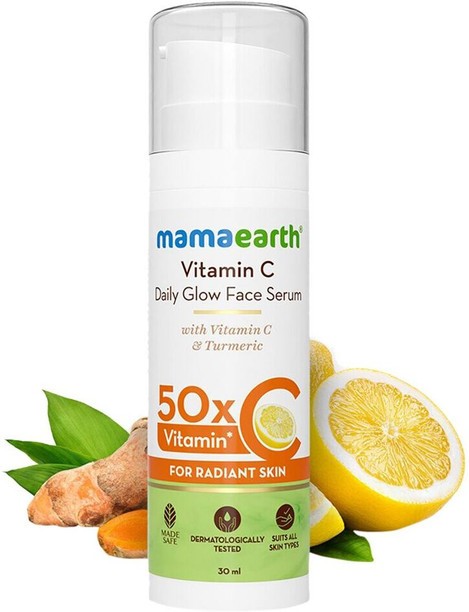 mamaearth®
Vitamin C
Daily Glow Face Serum
with Vitamin C
& Turmeric
50x C
Vitamin*
FOR RADIANT SKIN
MADE
SAFE
DERMATOLOGICALLY
TESTED
SUITS ALL
SKIN TYPES
30 ml